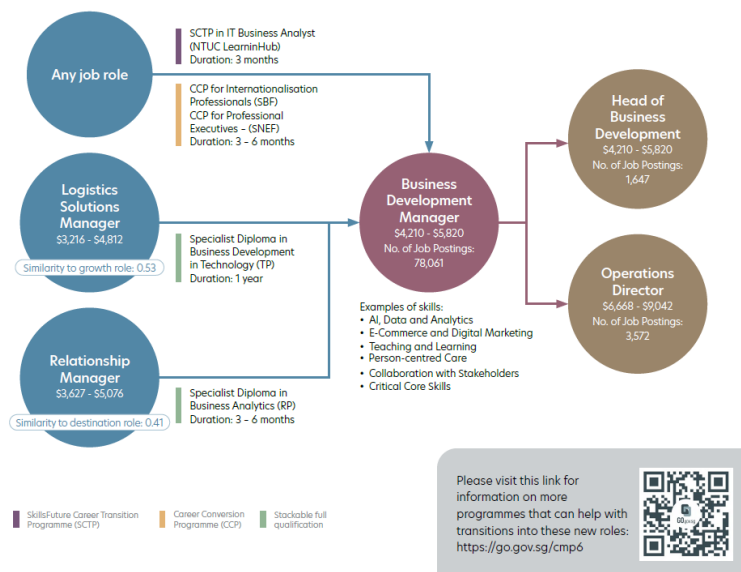 Any job role
SCTP in IT Business Analyst
(NTUC LearninHub)
Duration: 3 months
CCP for Internationalisation
Professionals (SBF)
CCP for Professional
Executives – (SNEF)
Duration: 3 – 6 months
Logistics
Solutions
Manager
$3,216 - $4,812
Similarity to growth role: 0.53
Specialist Diploma in
Business Development
in Technology (TP)
Duration: 1 year
Relationship
Manager
$3,627 - $5,076
Similarity to destination role: 0.41
Specialist Diploma in
Business Analytics (RP)
Duration: 3 – 6 months
Business
Development
Manager
$4,210 - $5,820
No. of Job Postings:
78,061
Examples of skills:
• AI, Data and Analytics
• E-Commerce and Digital Marketing
• Teaching and Learning
• Person-centred Care
• Collaboration with Stakeholders
• Critical Core Skills
Head of
Business
Development
$4,210 - $5,820
No. of Job Postings:
1,647
Operations
Director
$6,668 - $9,042
No. of Job Postings:
3,572
SkillsFuture Career Transition
Programme (SCTP)
Career Conversion
Programme (CCP)
Stackable full
qualification
Please visit this link for
information on more
programmes that can help with
transitions into these new roles:
https://go.gov.sg/cmp6